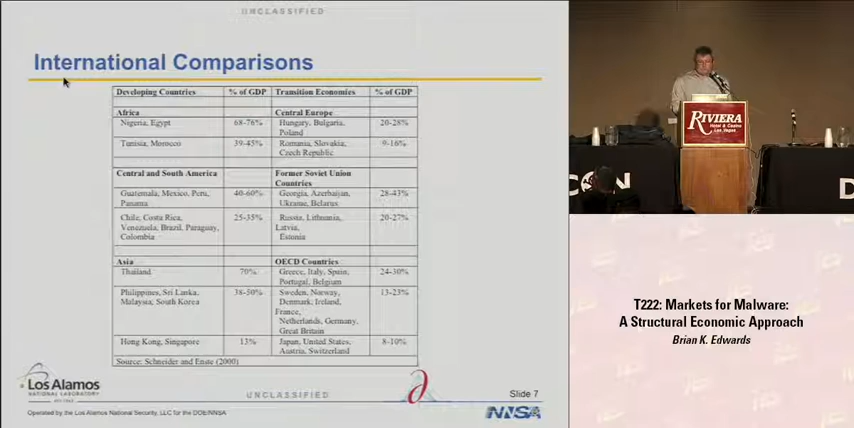 UNCLASSIFIED
International Comparisons
Developing Countries % of GDP Transition Economies % of GDP
Africa Central Europe
Nigeria, Egypt 68-76% Hungary, Bulgaria, 20-28%
Poland
Tunisia, Morocco 39-45% Romania, Slovakia, 9-16%
Czech Republic
Central and South America Former Soviet Union
Countries
Guatemala, Mexico, Peru, 40-60% Georgia, Azerbaijan, 28-43%
Panama Ukraine, Belarus
Chile, Costa Rica, 25-35% Russia, Lithuania, 20-27%
Venezuela, Brazil, Paraguay, Latvia,
Colombia Estonia
Asia OECD Countries
Thailand 70% Greece, Italy, Spain, 24-30%
Portugal, Belgium
Philippines, Sri Lanka, 38-50% Sweden, Norway, 13-23%
Malaysia, South Korea Denmark, Ireland,
France,
Netherlands, Germany,
Great Britain
Hong Kong, Singapore 13% Japan, United States, 8-10%
Austria, Switzerland
Source: Schneider and Enste (2000)
Los Alamos
NATIONAL LABORATORY
UNCLASSIFIED
Slide 7
Operated by the Los Alamos National Security, LLC for the DOE/NNSA
NNSA
RIVIERA
Hotel & Casino
Las Vegas
CON
D
T222: Markets for Malware:
A Structural Economic Approach
Brian K. Edwards